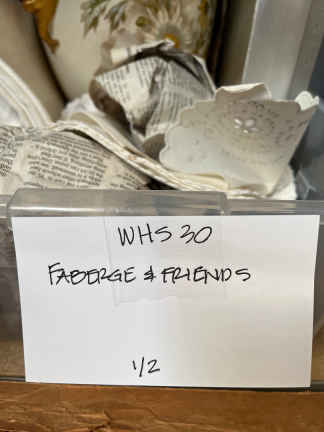 WHS 30
FABERGE & FRIENDS
1/2